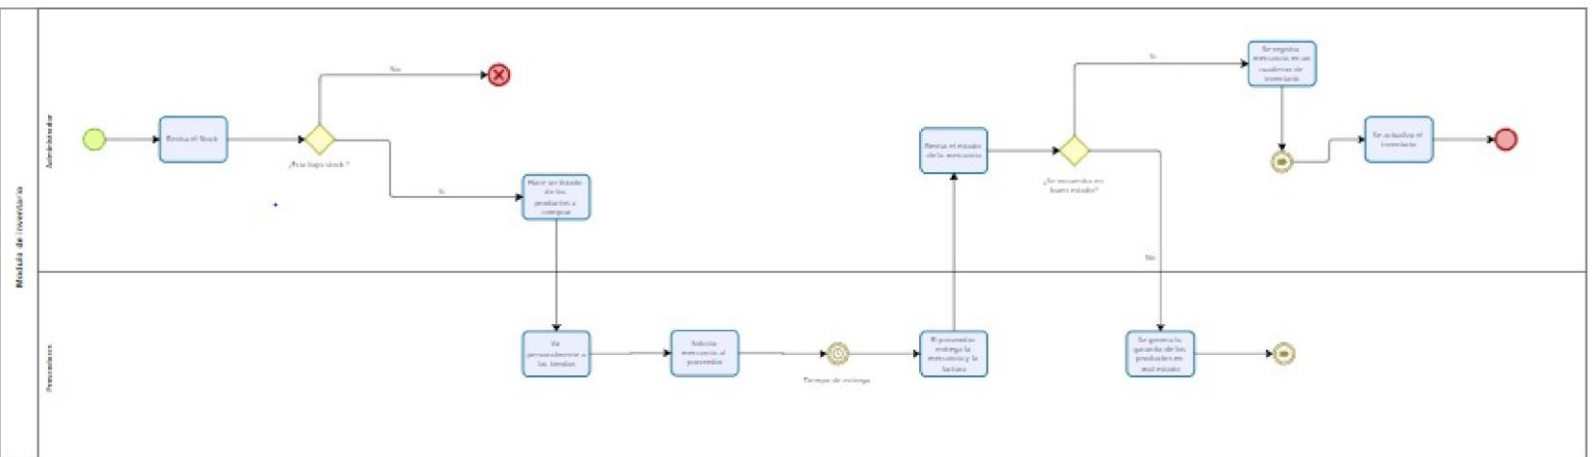 Modulo de inventario
Administrador
Proveedores
Revisa el Stock
¿Esta bajo stock?
No
Si
Hacer un listado
de los
productos a
comprar
Va
personalmente a
las tiendas
Solicita
mercancia al
proveedor
Tiempo de entrega
El proveedor
entrega la
mercancia y la
factura
Revisa el estado
de la mercancia
¿Se encuentra en
buen estado?
Si
No
Se registra
mercancia en un
cuaderno de
inventario
Se actualiza el
inventario
Se genera la
garantia de los
productos en
mal estado